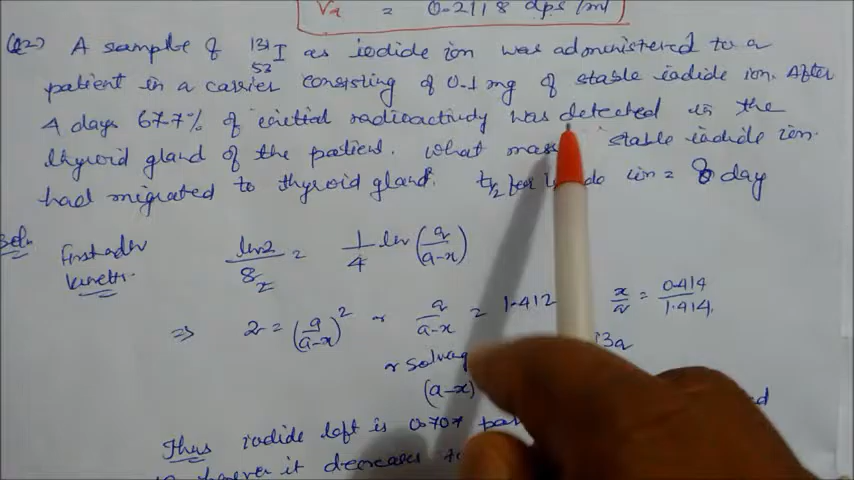 Va = 0.2118 dps/ml
Q2) A sample of 131 53 I as iodide ion was administered to a
patient in a carrier consisting of 0.1 mg of stable iodide ion. After
4 days 67.7% of initial radioactivity was detected in the
thyroid gland of the patient. What mass stable iodide ion
had migrated to thyroid gland. t1/2 for ion = 8 day
Soln First order kinetics ln2/8 = 1/4 ln (a/a-x)
=> 2 = (a/a-x)^2 a/a-x = 1.412 x/a = 0.414/1.414
Solving
(a-x)
Thus iodide left is 0.707
however it decreases to